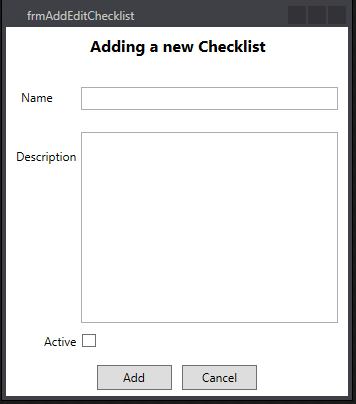 frmAddEditChecklist
Adding a new Checklist
Name
Description
Active
Add Cancel